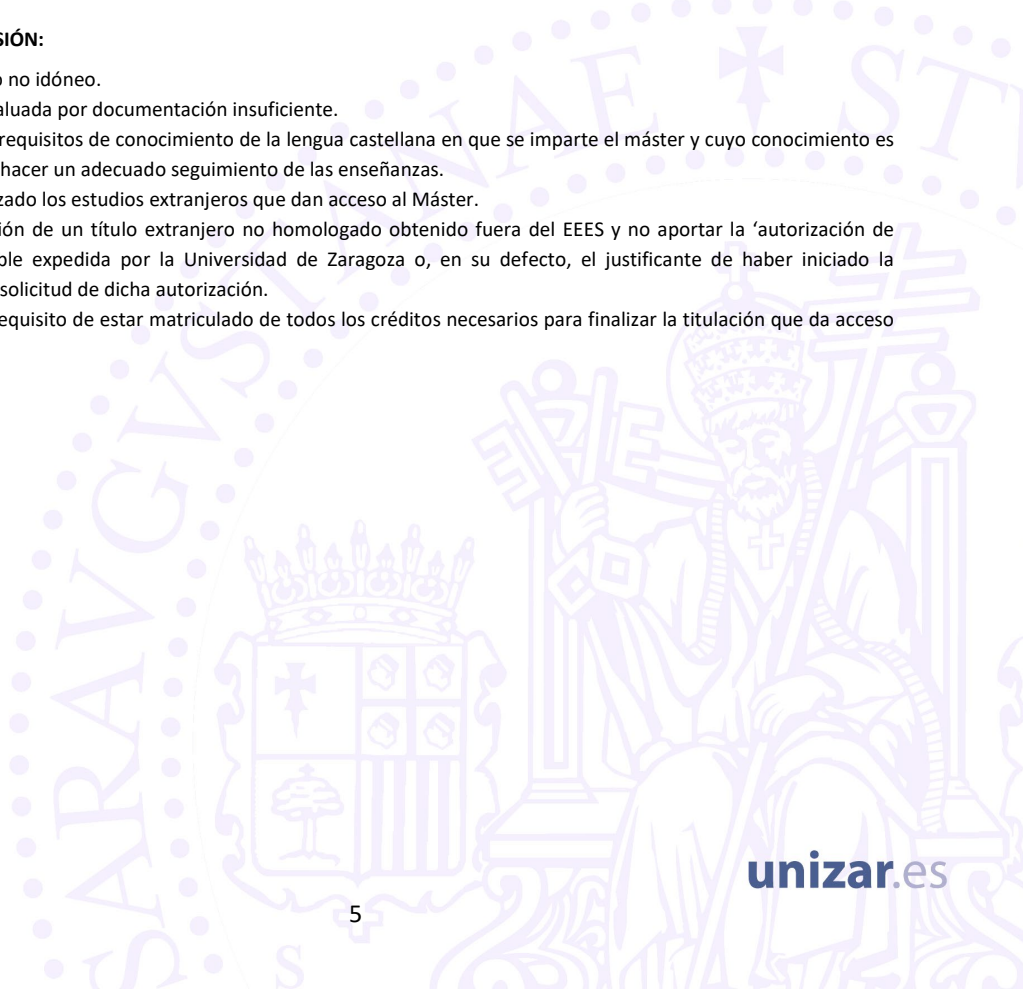 SIÓN:
o no idóneo.
aluada por documentación insuficiente.
requisitos de conocimiento de la lengua castellana en que se imparte el máster y cuyo conocimiento es
hacer un adecuado seguimiento de las enseñanzas.
zado los estudios extranjeros que dan acceso al Máster.
ión de un título extranjero no homologado obtenido fuera del EEES y no aportar la ‘autorización de
ble expedida por la Universidad de Zaragoza o, en su defecto, el justificante de haber iniciado la
solicitud de dicha autorización.
equisito de estar matriculado de todos los créditos necesarios para finalizar la titulación que da acceso
SARAVGVSTANAE STV
S
unizar.es
5